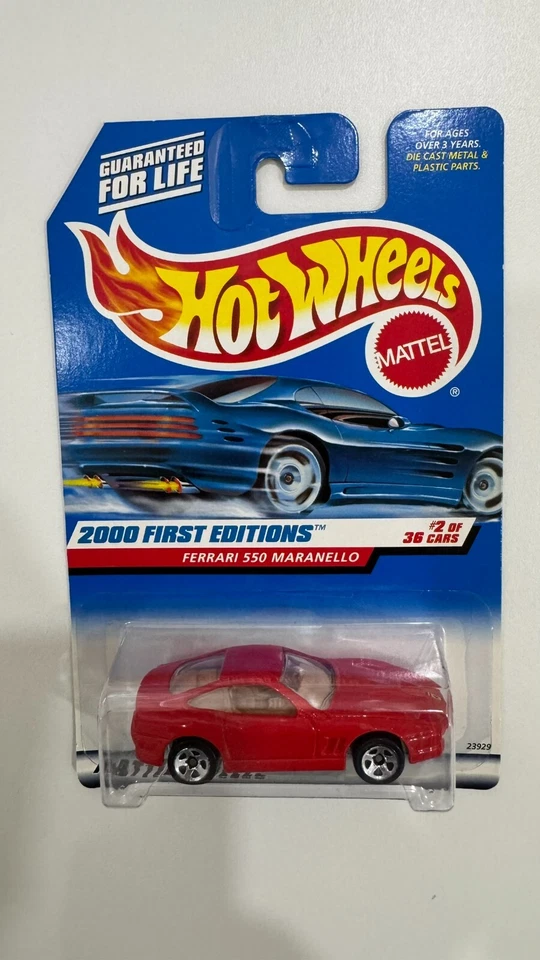 GUARANTEED
FOR LIFE
FOR AGES
OVER 3 YEARS.
DIE CAST METAL &
PLASTIC PARTS.
HOT WHEELS
MATTEL
®
2000 FIRST EDITIONS™
#2 OF
36 CARS
FERRARI 550 MARANELLO
23929